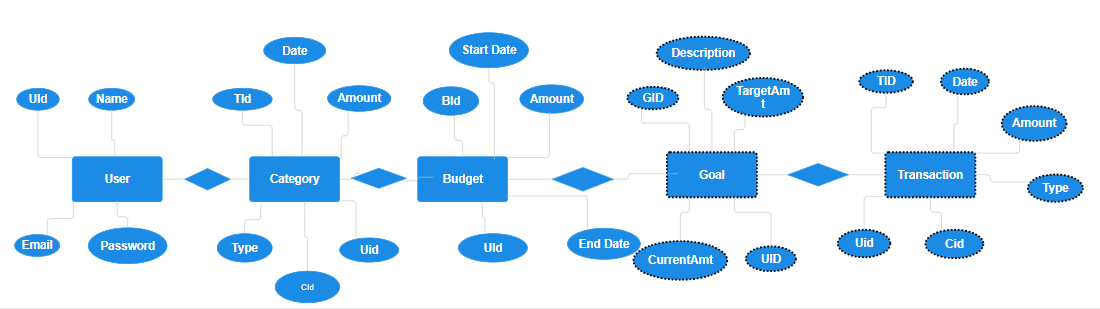 Date
Start Date
Description
TID
Date
UId
Name
TId
Amount
BId
Amount
GID
TargetAm
t
Amount
User
Category
Budget
Goal
Transaction
Type
Email
Password
Type
Uid
UId
End Date
CurrentAmt
UID
Uid
Cid
CId